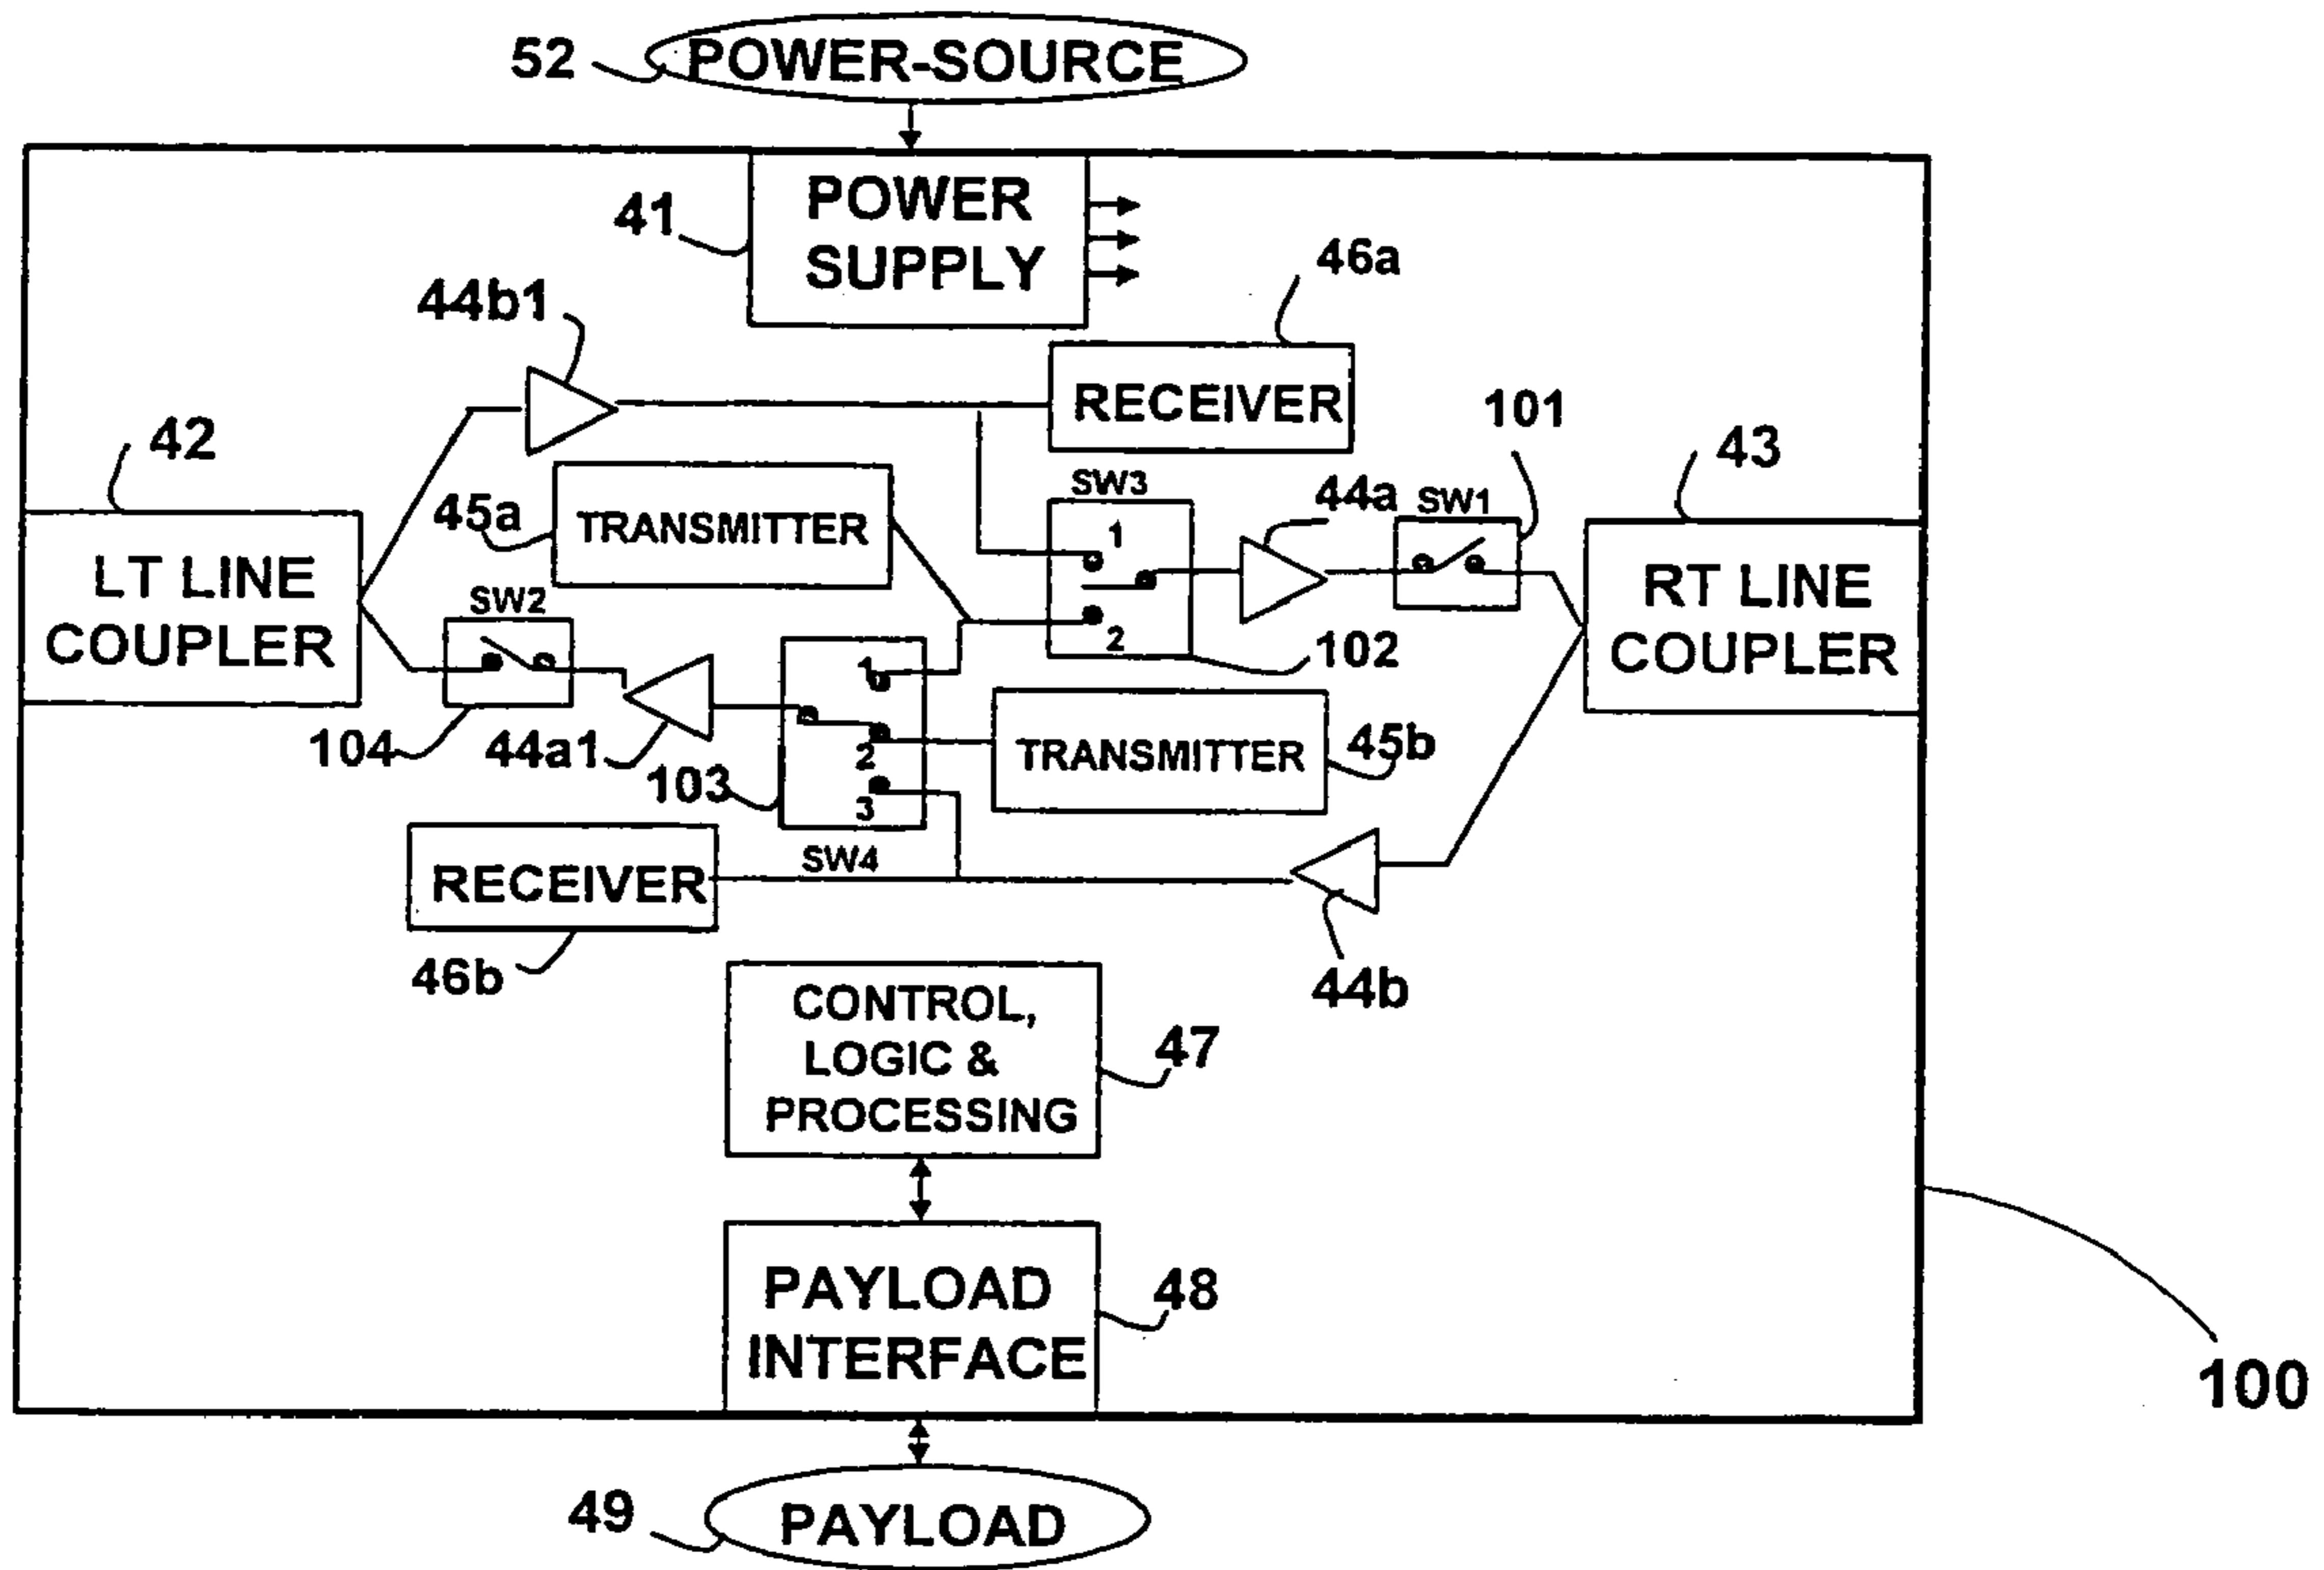 52
POWER-SOURCE
41
POWER
SUPPLY
46a
44b1
RECEIVER
101
42
43
45a
TRANSMITTER
SW3
44a
SW1
1
LT LINE
COUPLER
SW2
RT LINE
COUPLER
2
102
1
104
44a1
103
2
TRANSMITTER
45b
3
RECEIVER
SW4
46b
44b
CONTROL,
LOGIC &
PROCESSING
47
PAYLOAD
INTERFACE
48
100
49
PAYLOAD